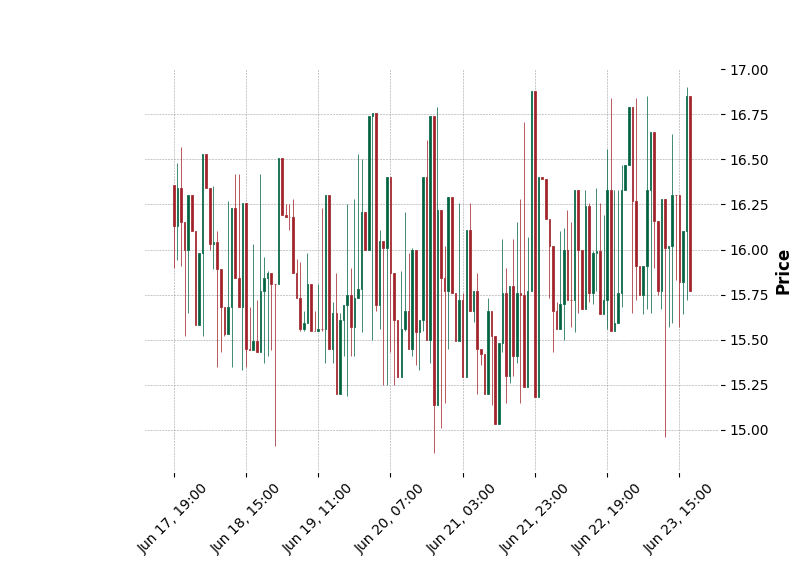 17.00
16.75
16.50
16.25
16.00
15.75
15.50
15.25
15.00
Price
Jun 17, 19:00
Jun 18, 15:00
Jun 19, 11:00
Jun 20, 07:00
Jun 21, 03:00
Jun 21, 23:00
Jun 22, 19:00
Jun 23, 15:00